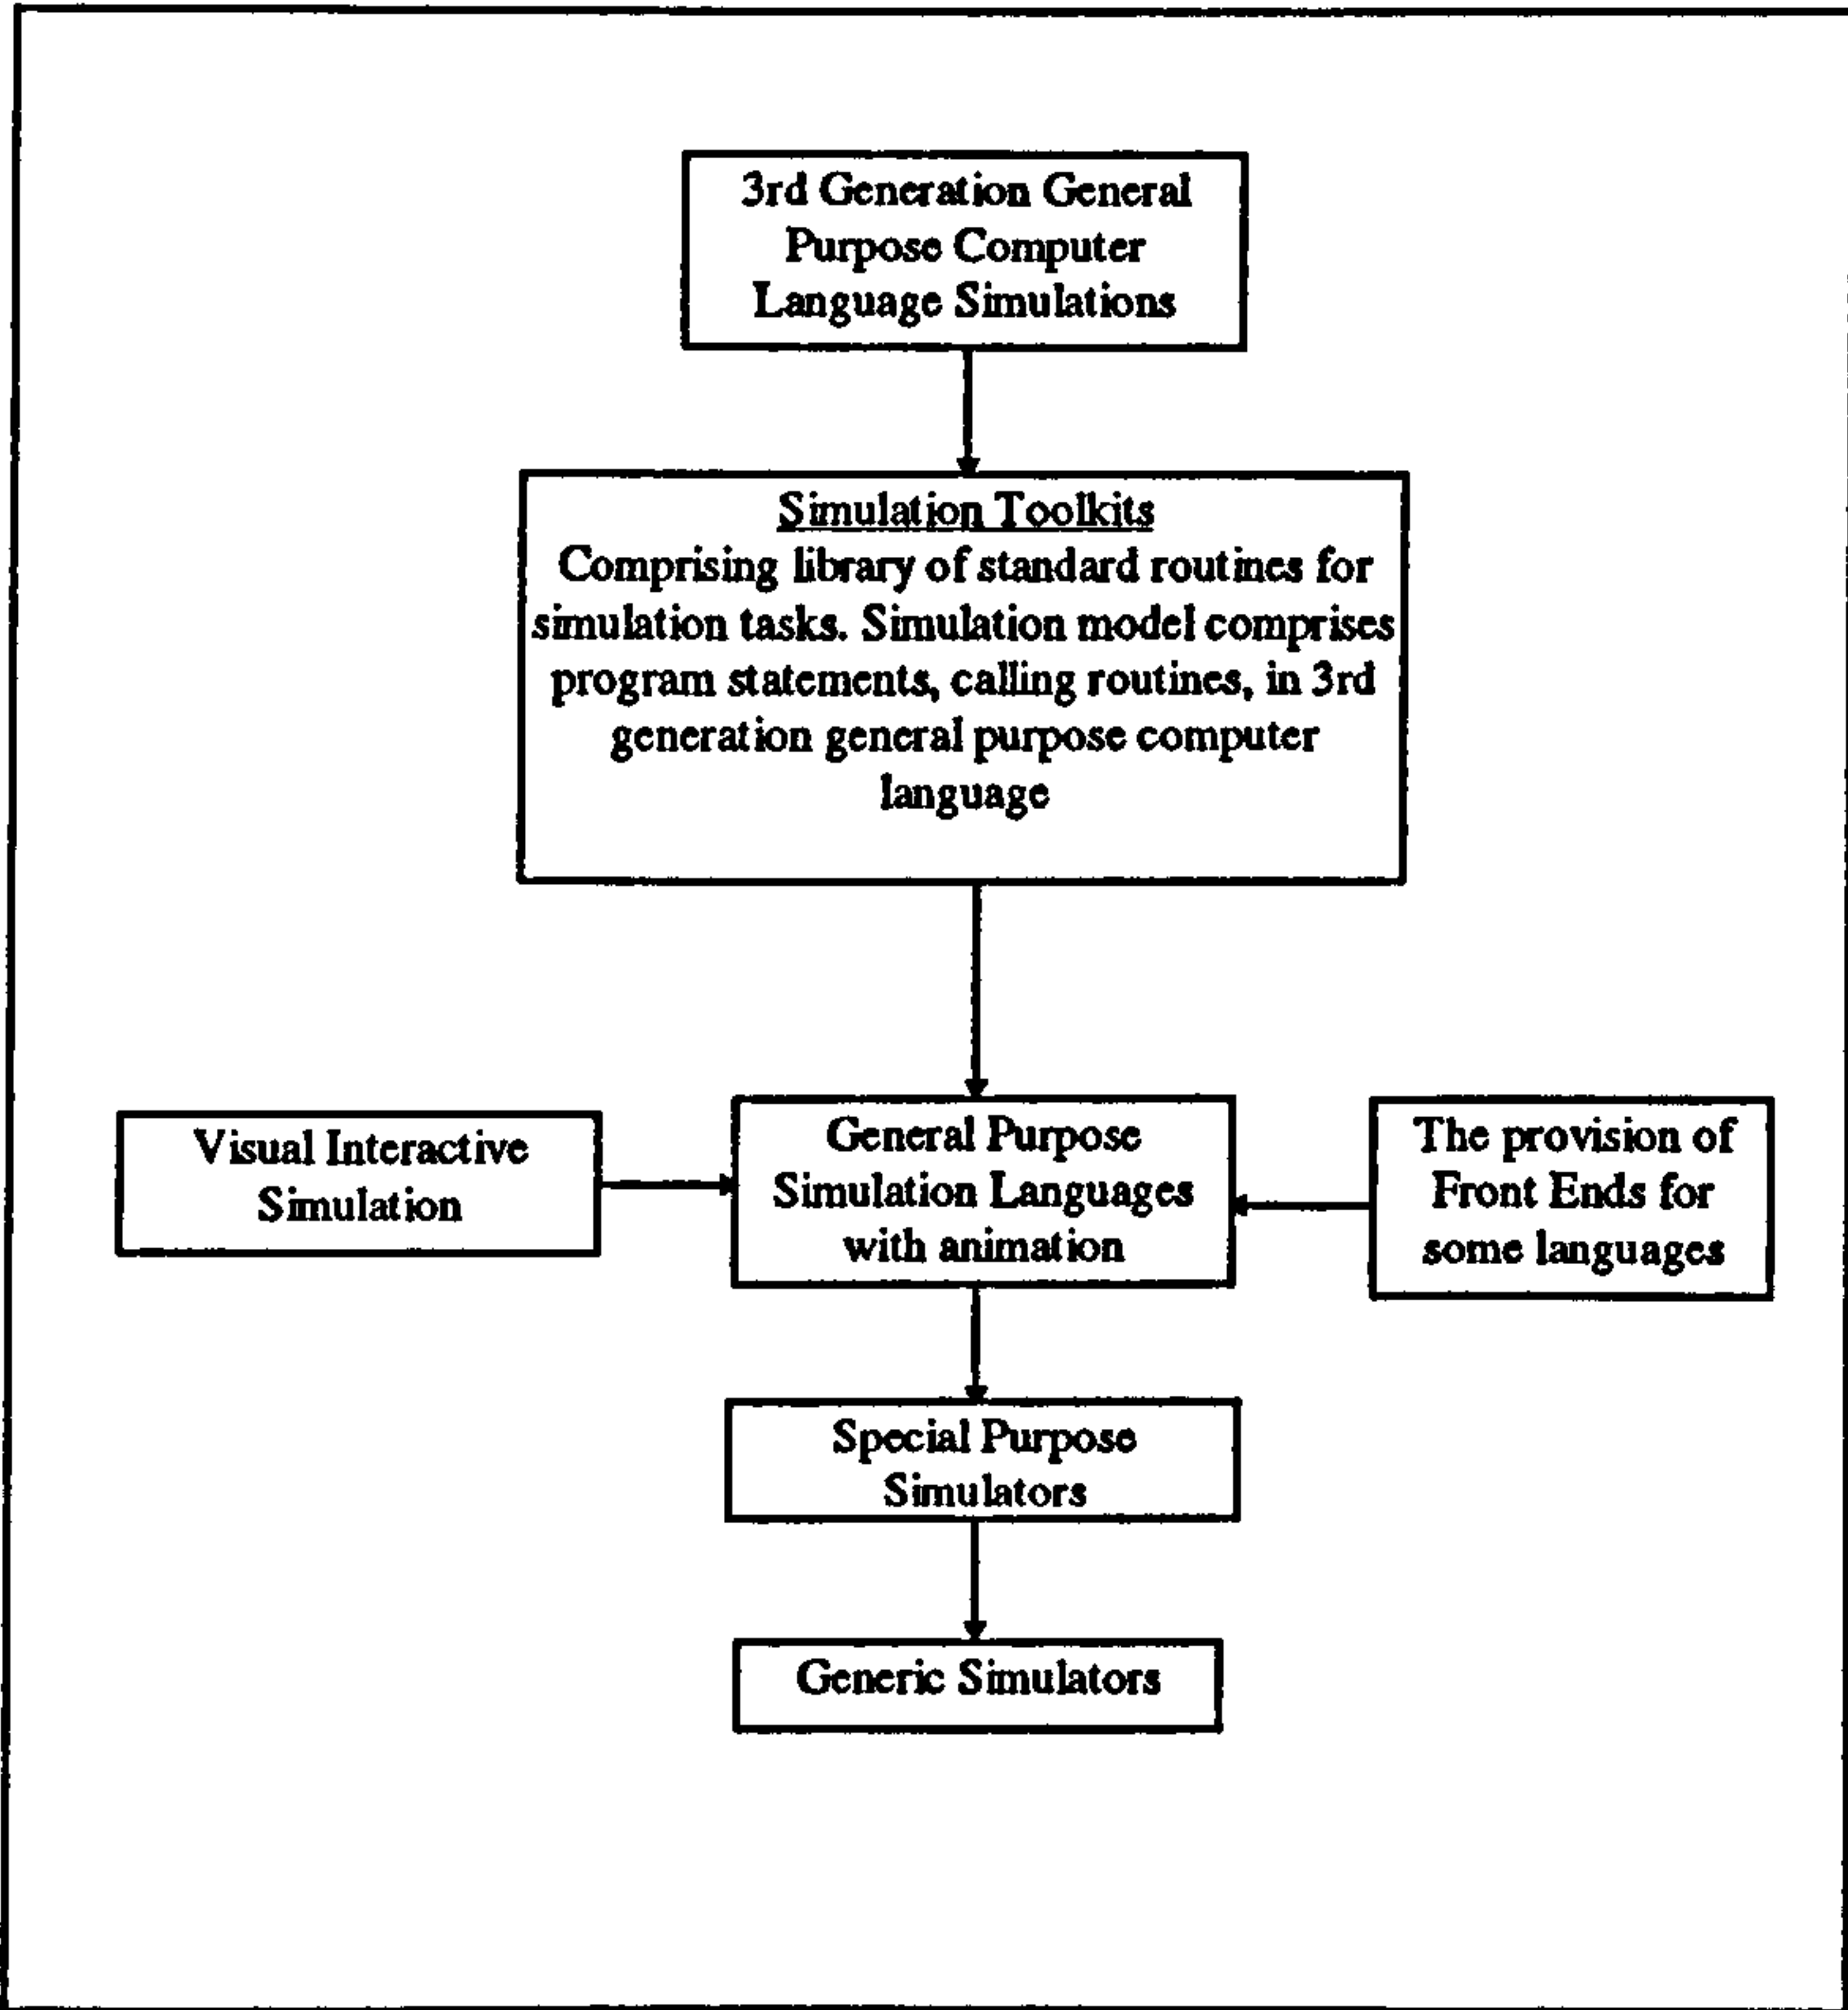 3rd Generation General
Purpose Computer
Language Simulations
Simulation Toolkits
Comprising library of standard routines for
simulation tasks. Simulation model comprises
program statements, calling routines, in 3rd
generation general purpose computer
language
Visual Interactive
Simulation
General Purpose
Simulation Languages
with animation
The provision of
Front Ends for
some languages
Special Purpose
Simulators
Generic Simulators